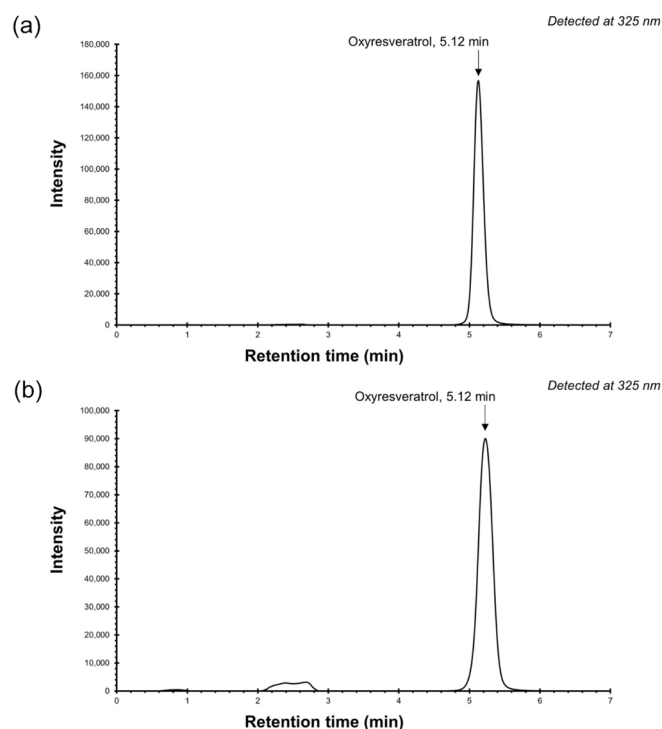 (a)
Detected at 325 nm
Oxyresveratrol, 5.12 min
180,000
160,000
140,000
120,000
100,000
80,000
60,000
40,000
20,000
0
Intensity
0 1 2 3 4 5 6 7
Retention time (min)
(b)
Detected at 325 nm
Oxyresveratrol, 5.12 min
100,000
90,000
80,000
70,000
60,000
50,000
40,000
30,000
20,000
10,000
0
Intensity
0 1 2 3 4 5 6 7
Retention time (min)